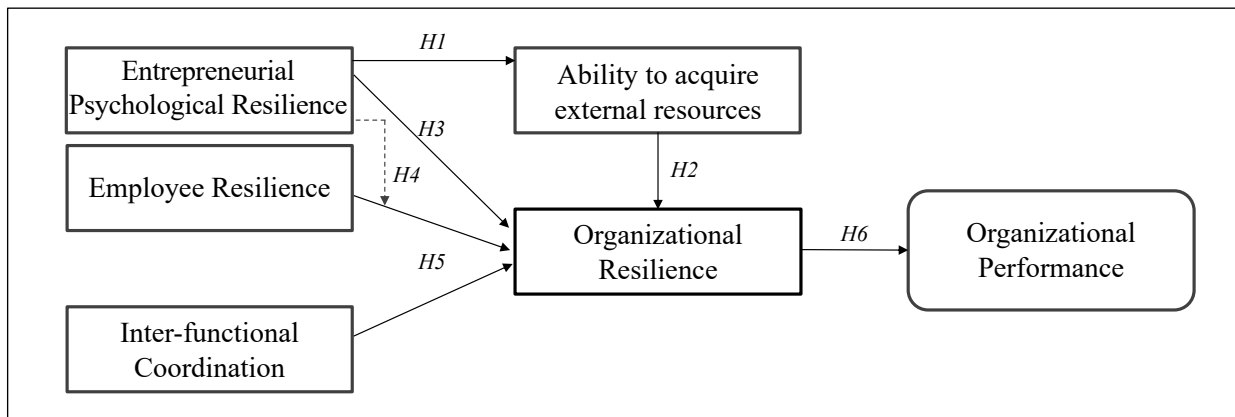 H1
Entrepreneurial
Psychological Resilience
Ability to acquire
external resources
H3
H4
H2
Employee Resilience
Organizational
Resilience
H6
Organizational
Performance
H5
Inter-functional
Coordination